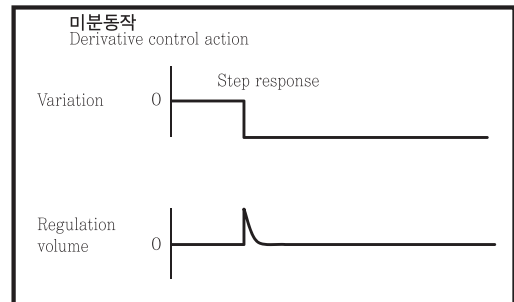 미분동작
Derivative control action
Step response
Variation 0
Regulation
volume 0